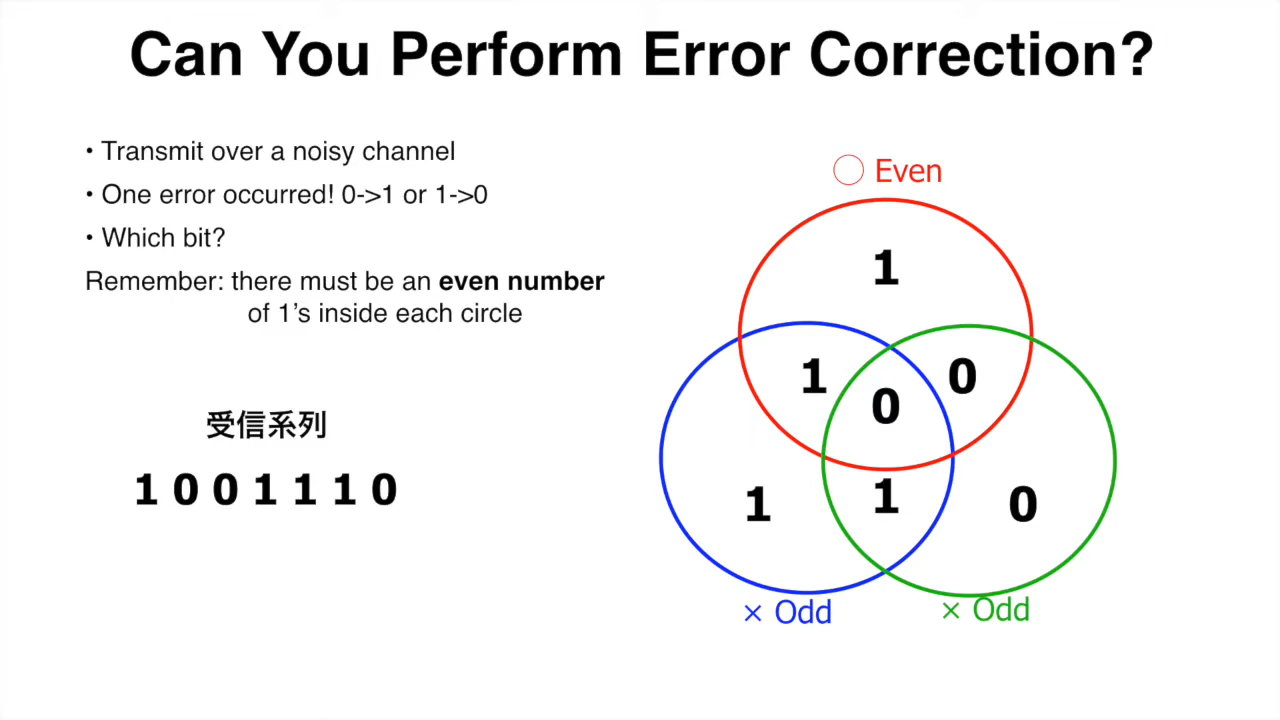 Can You Perform Error Correction?
• Transmit over a noisy channel
• One error occurred! 0->1 or 1->0
• Which bit?
Remember: there must be an even number
of 1’s inside each circle
受信系列
1 0 0 1 1 1 0
◯ Even
1
1
0
0
1
1
0
× Odd
× Odd